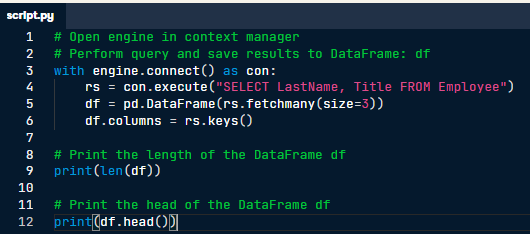 script.py
1 # Open engine in context manager
2 # Perform query and save results to DataFrame: df
3 with engine.connect() as con:
4     rs = con.execute("SELECT LastName, Title FROM Employee")
5     df = pd.DataFrame(rs.fetchmany(size=3))
6     df.columns = rs.keys()
7
8 # Print the length of the DataFrame df
9 print(len(df))
10
11 # Print the head of the DataFrame df
12 print(df.head())